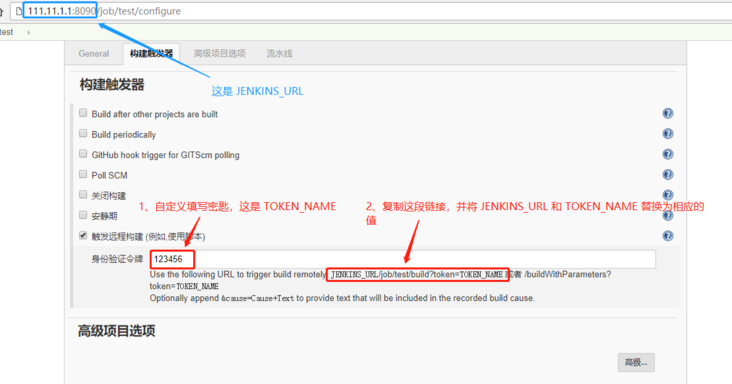 111.11.1.1:8090/job/test/configure
test
General 构建触发器 高级项目选项 流水线
构建触发器
这是 JENKINS_URL
Build after other projects are built
Build periodically
GitHub hook trigger for GITScm polling
Poll SCM
关闭构建
1、自定义填写密匙，这是 TOKEN_NAME
2、复制这段链接，并将 JENKINS_URL 和 TOKEN_NAME 替换为相应的
值
安静期
触发远程构建 (例如,使用脚本)
身份验证令牌 123456
Use the following URL to trigger build remotely: JENKINS_URL/job/test/build?token=TOKEN_NAME 或者 /buildWithParameters?
token=TOKEN_NAME
Optionally append &cause=Cause+Text to provide text that will be included in the recorded build cause.
高级项目选项
高级...